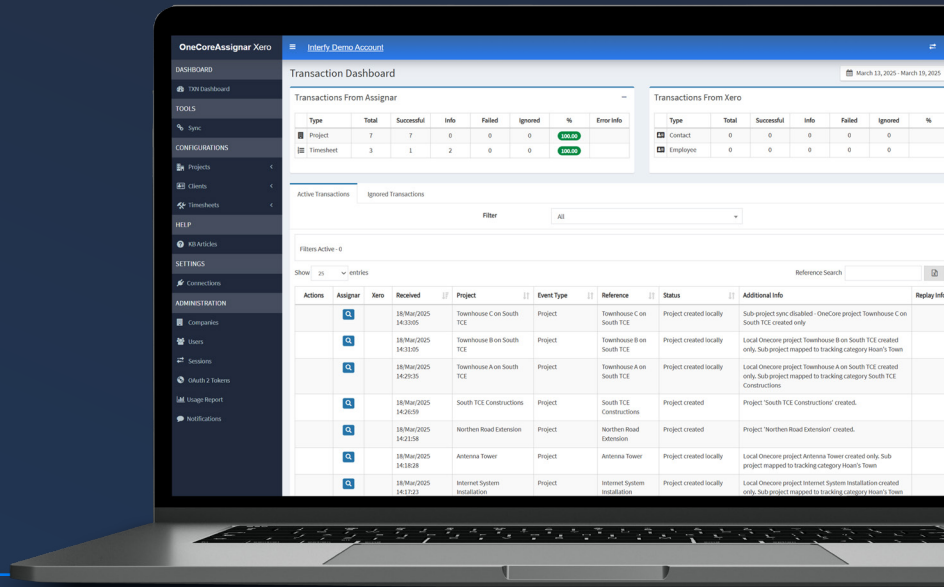 OneCoreAssignar Xero
Interfy Demo Account
DASHBOARD
TXN Dashboard
TOOLS
Sync
CONFIGURATIONS
Projects
Clients
Timesheets
HELP
KB Articles
SETTINGS
Connections
ADMINISTRATION
Companies
Users
Sessions
OAuth 2 Tokens
Usage Report
Notifications
Transaction Dashboard
March 13, 2025 - March 19, 2025
Transactions From Assignar
Type Total Successful Info Failed Ignored % Error Info
Project 7 7 0 0 0 100.00
Timesheet 3 1 2 0 0 100.00
Transactions From Xero
Type Total Successful Info Failed Ignored %
Contact 0 0 0 0 0
Employee 0 0 0 0 0
Active Transactions Ignored Transactions
Filter All
Filters Active - 0
Show 25 entries Reference Search
Actions Assignar Xero Received Project Event Type Reference Status Additional Info Replay Info
18/Mar/2025 Townhouse C on South Project Townhouse C on Project created locally Sub-project sync disabled - OneCore project Townhouse C on
14:33:05 TCE South TCE South TCE created only
18/Mar/2025 Townhouse B on South Project Townhouse B on Project created locally Local Onecore project Townhouse B on South TCE created
14:31:05 TCE South TCE only. Sub project mapped to tracking category Hoan's Town
18/Mar/2025 Townhouse A on South Project Townhouse A on Project created locally Local Onecore project Townhouse A on South TCE created
14:29:35 TCE South TCE only. Sub project mapped to tracking category South TCE
Constructions
18/Mar/2025 South TCE Constructions Project South TCE Project created Project 'South TCE Constructions' created.
14:26:59 Constructions
18/Mar/2025 Northen Road Extension Project Northen Road Project created Project 'Northen Road Extension' created.
14:21:58 Extension
18/Mar/2025 Antenna Tower Project Antenna Tower Project created locally Local Onecore project Antenna Tower created only. Sub
14:18:28 project mapped to tracking category Hoan's Town
18/Mar/2025 Internet System Project Internet System Project created locally Local Onecore project Internet System Installation created
14:17:23 Installation Installation only. Sub project mapped to tracking category Hoan's Town